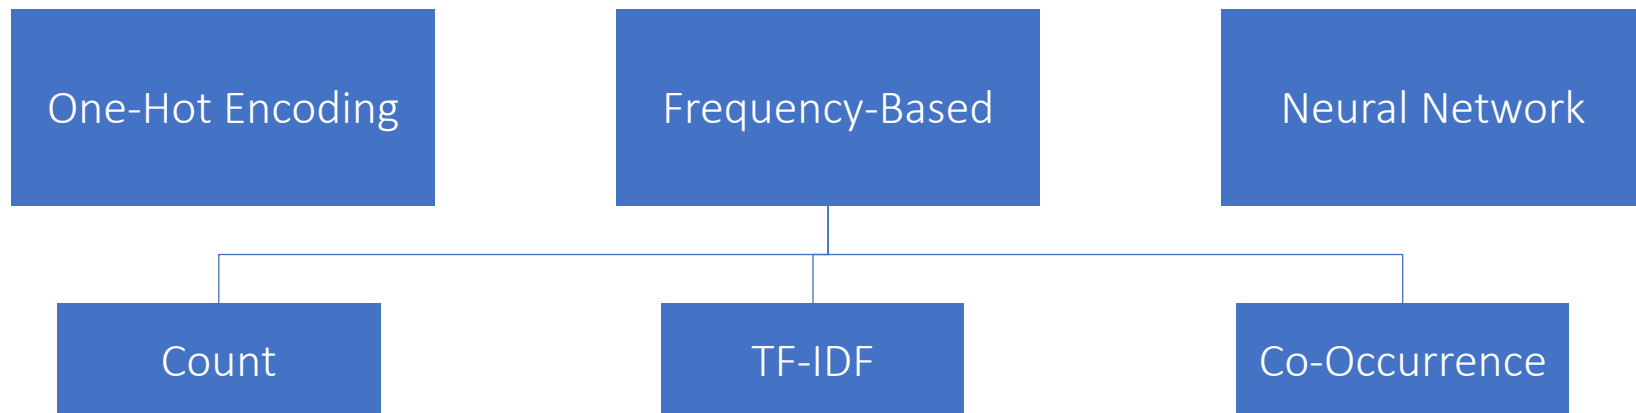 One-Hot Encoding
Frequency-Based
Neural Network
Count
TF-IDF
Co-Occurrence